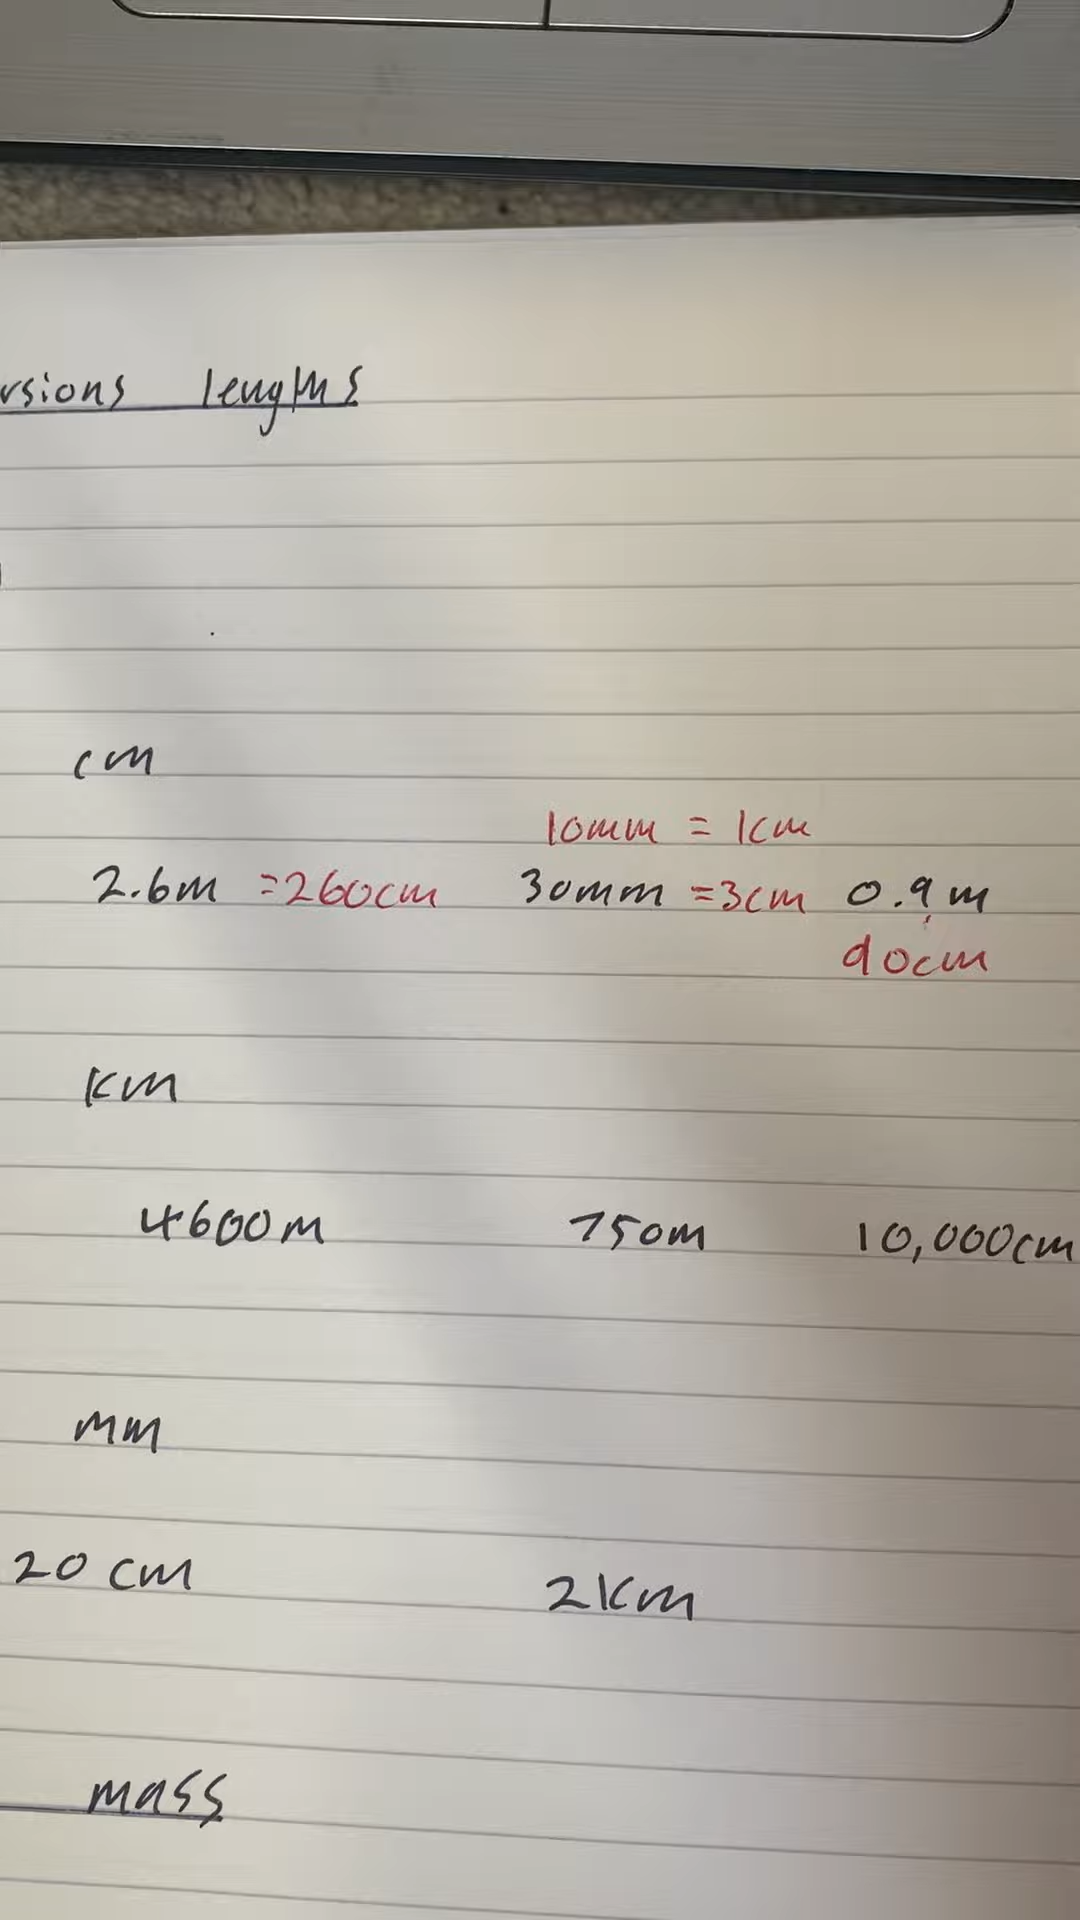 rsions lengths
cm
10mm = 1cm
2.6m =260cm 30mm =3cm 0.9m
90cm
km
4600m 750m 10,000cm
mm
20 cm 2km
mass